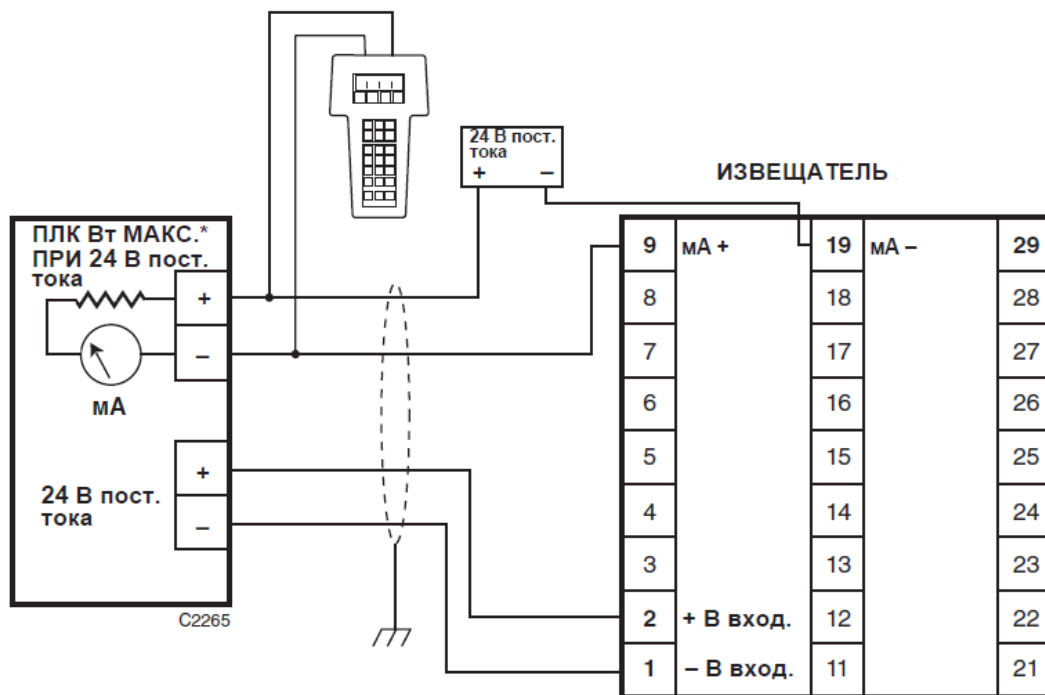 24 В пост.
тока
+ –
ИЗВЕЩАТЕЛЬ
ПЛК Вт МАКС.*
ПРИ 24 В пост.
тока
+
–
мА
24 В пост.
тока
+
–
C2265
9 мА + 19 мА – 29
8 18 28
7 17 27
6 16 26
5 15 25
4 14 24
3 13 23
2 + В вход. 12 22
1 – В вход. 11 21